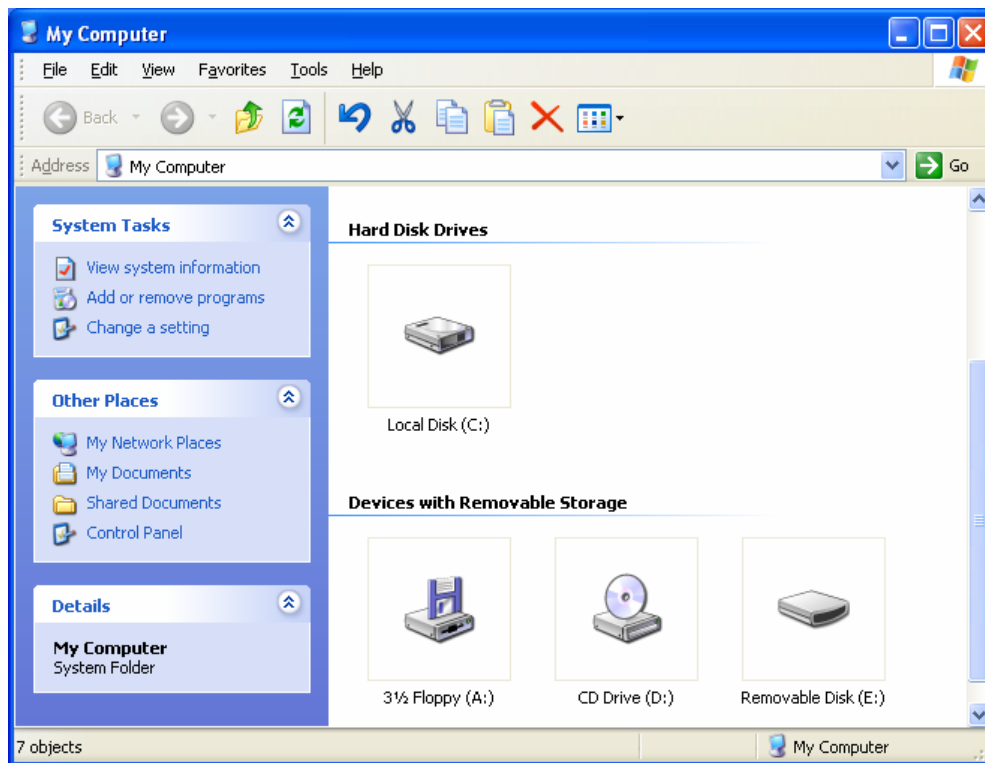 My Computer
File Edit View Favorites Tools Help
Back
Address My Computer Go
System Tasks
View system information
Add or remove programs
Change a setting
Other Places
My Network Places
My Documents
Shared Documents
Control Panel
Details
My Computer
System Folder
Hard Disk Drives
Local Disk (C:)
Devices with Removable Storage
3½ Floppy (A:) CD Drive (D:) Removable Disk (E:)
7 objects My Computer